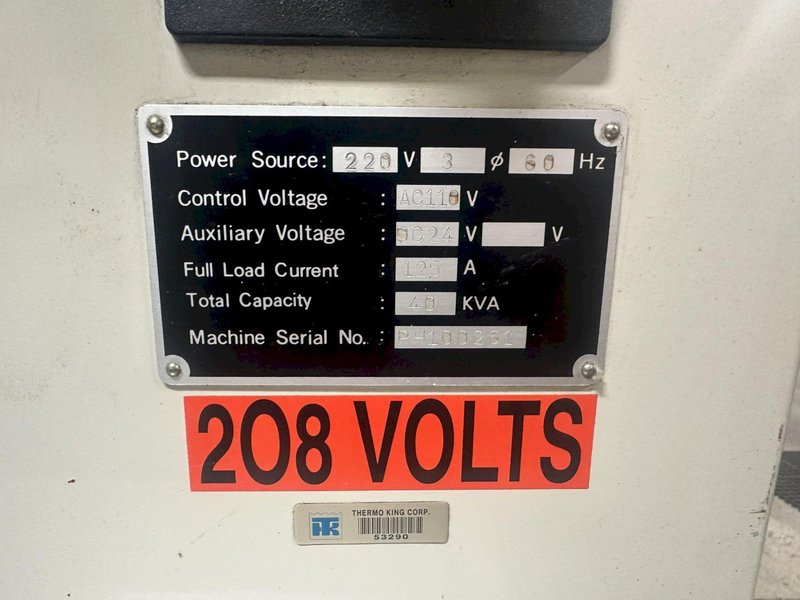 Power Source: 220 V 3 ø 60 Hz
Control Voltage : AC110 V
Auxiliary Voltage : DC24 V V
Full Load Current : 125 A
Total Capacity : 40 KVA
Machine Serial No. :
208 VOLTS
THERMO KING CORP.
TK
53290